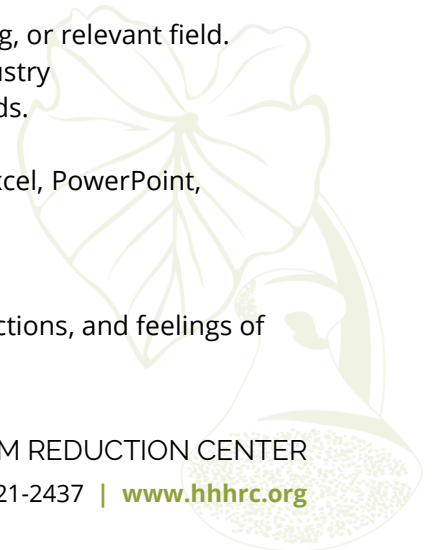 g, or relevant field.
ustry
ds.
xcel, PowerPoint,
ctions, and feelings of
M REDUCTION CENTER
21-2437 | www.hhhrc.org